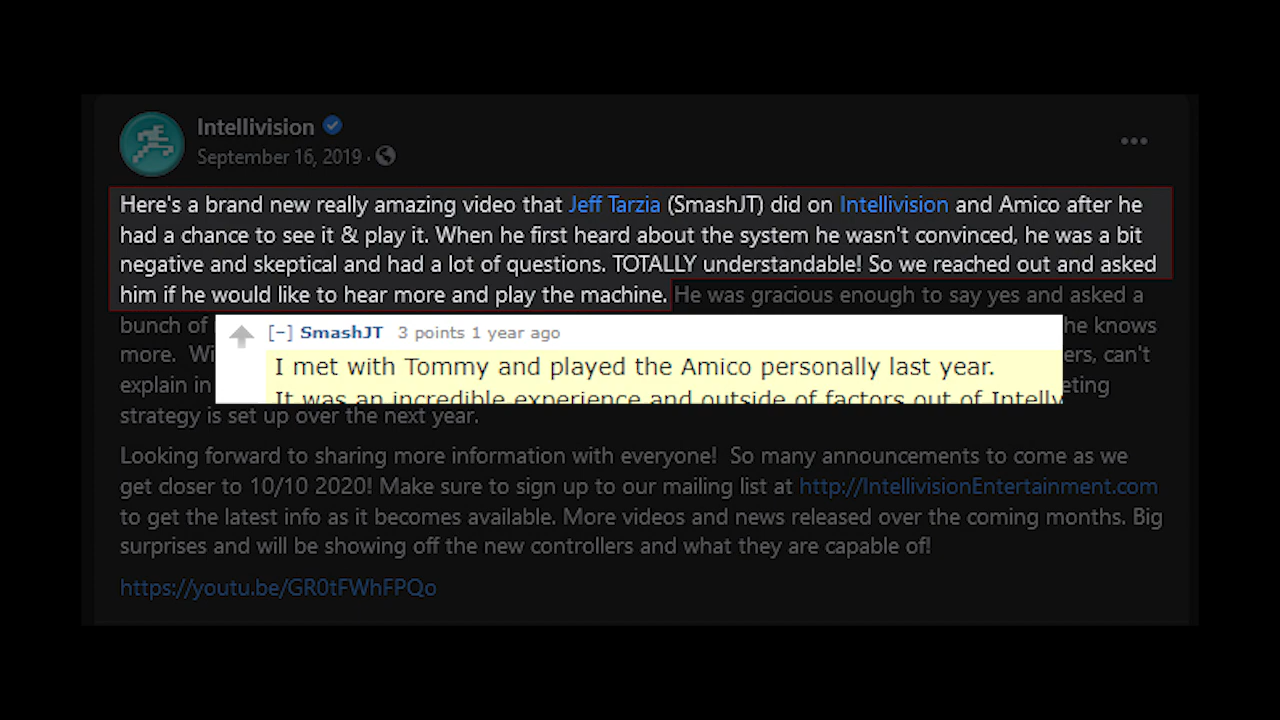 Intellivision
September 16, 2019 ·
Here's a brand new really amazing video that Jeff Tarzia (SmashJT) did on Intellivision and Amico after he
had a chance to see it & play it. When he first heard about the system he wasn't convinced, he was a bit
negative and skeptical and had a lot of questions. TOTALLY understandable! So we reached out and asked
him if he would like to hear more and play the machine. He was gracious enough to say yes and asked a
bunch of he knows
[–] SmashJT 3 points 1 year ago
more. can't
I met with Tommy and played the Amico personally last year.
explain in
It was an incredible experience and outside of factors out of
strategy is set up over the next year.
Looking forward to sharing more information with everyone! So many announcements to come as we
get closer to 10/10 2020! Make sure to sign up to our mailing list at http://IntellivisionEntertainment.com
to get the latest info as it becomes available. More videos and news released over the coming months. Big
surprises and will be showing off the new controllers and what they are capable of!
https://youtu.be/GR0tFWhFPQo